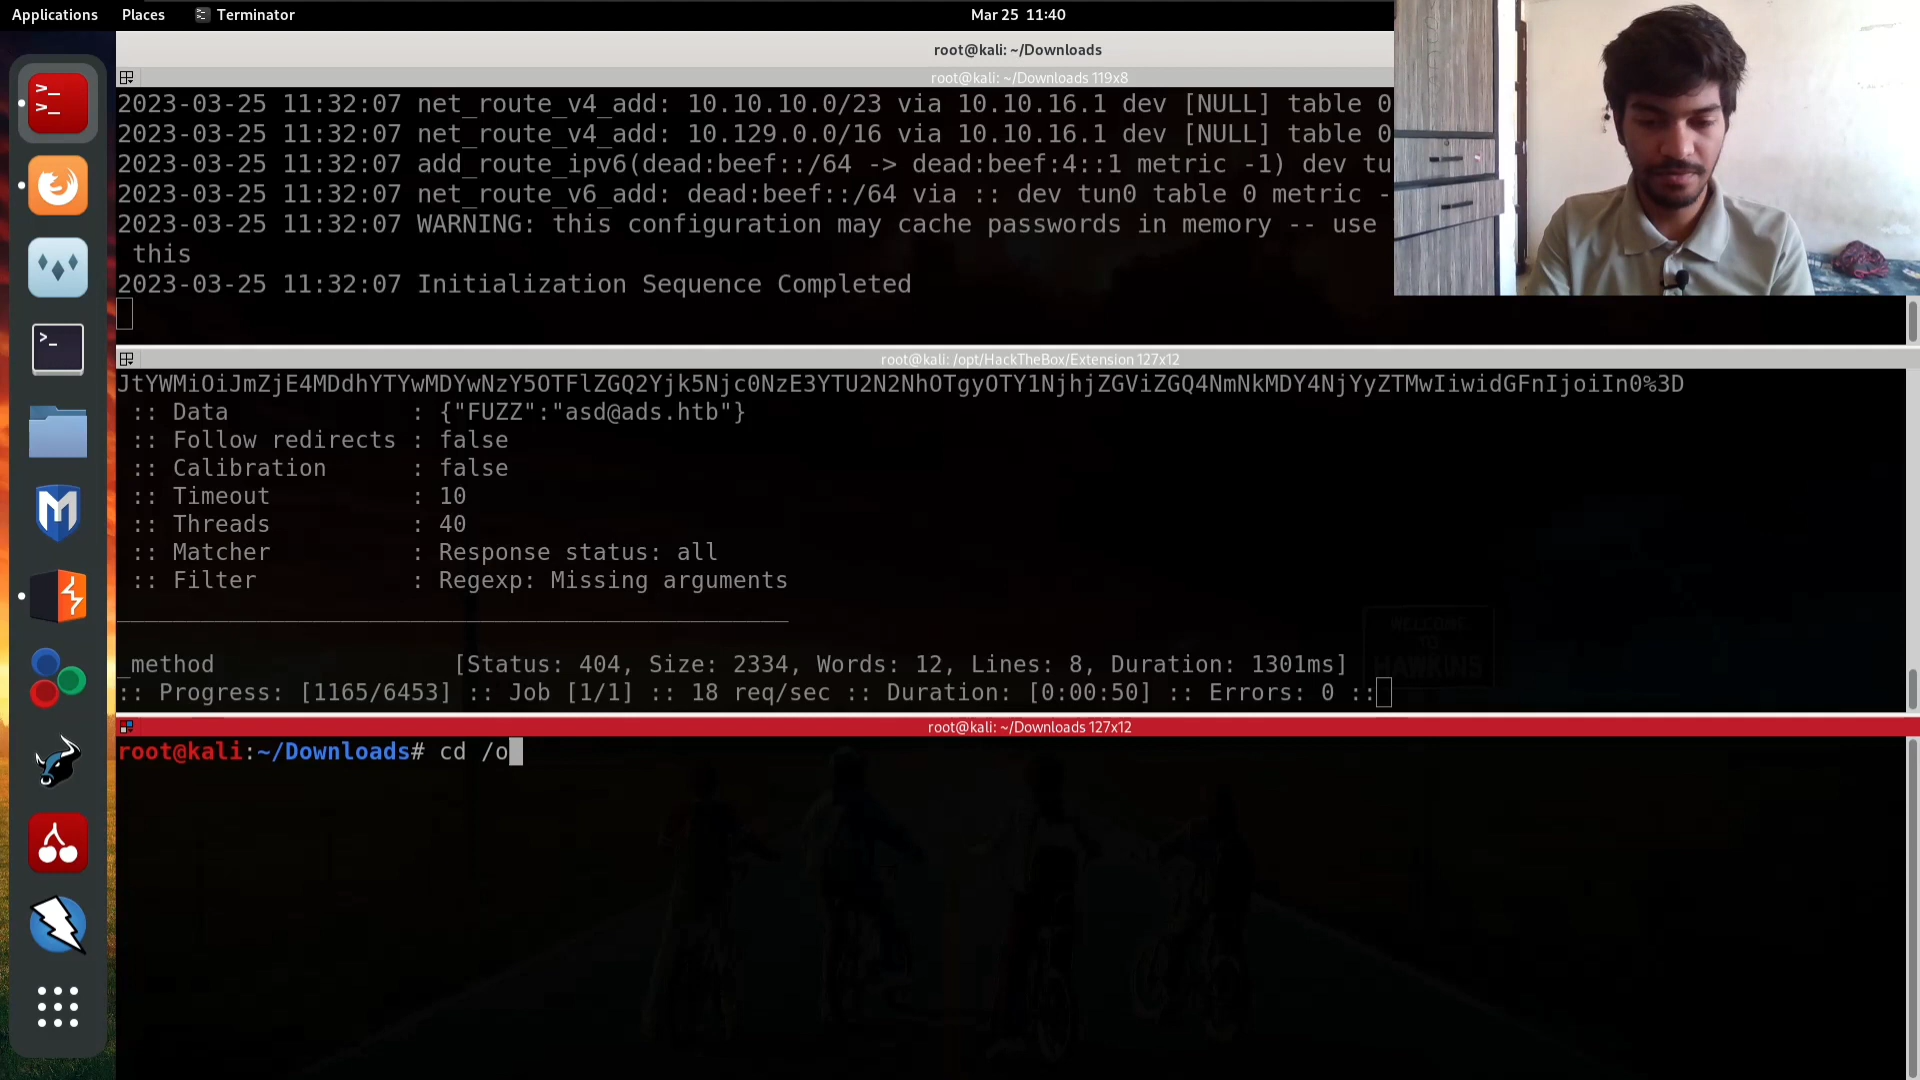 Applications Places Terminator Mar 25 11:40
root@kali: ~/Downloads
root@kali: ~/Downloads 119x8
2023-03-25 11:32:07 net_route_v4_add: 10.10.10.0/23 via 10.10.16.1 dev [NULL] table 0
2023-03-25 11:32:07 net_route_v4_add: 10.129.0.0/16 via 10.10.16.1 dev [NULL] table 0
2023-03-25 11:32:07 add_route_ipv6(dead:beef::/64 -> dead:beef:4::1 metric -1) dev tu
2023-03-25 11:32:07 net_route_v6_add: dead:beef::/64 via :: dev tun0 table 0 metric -
2023-03-25 11:32:07 WARNING: this configuration may cache passwords in memory -- use
this
2023-03-25 11:32:07 Initialization Sequence Completed
root@kali: /opt/HackTheBox/Extension 127x12
JtYWMiOiJmZjE4MDdhYTYwMDYwNzY5OTFlZGQ2Yjk5Njc0NzE3YTU2N2NhOTgyOTY1NjhjZGViZGQ4NmNkMDY4NjYyZTMwIiwidGFnIjoiIn0%3D
:: Data : {"FUZZ":"asd@ads.htb"}
:: Follow redirects : false
:: Calibration : false
:: Timeout : 10
:: Threads : 40
:: Matcher : Response status: all
:: Filter : Regexp: Missing arguments
________________________________________________
_method [Status: 404, Size: 2334, Words: 12, Lines: 8, Duration: 1301ms]
:: Progress: [1165/6453] :: Job [1/1] :: 18 req/sec :: Duration: [0:00:50] :: Errors: 0 ::
WELCOME
TO
HAWKINS
root@kali: ~/Downloads 127x12
root@kali:~/Downloads# cd /o